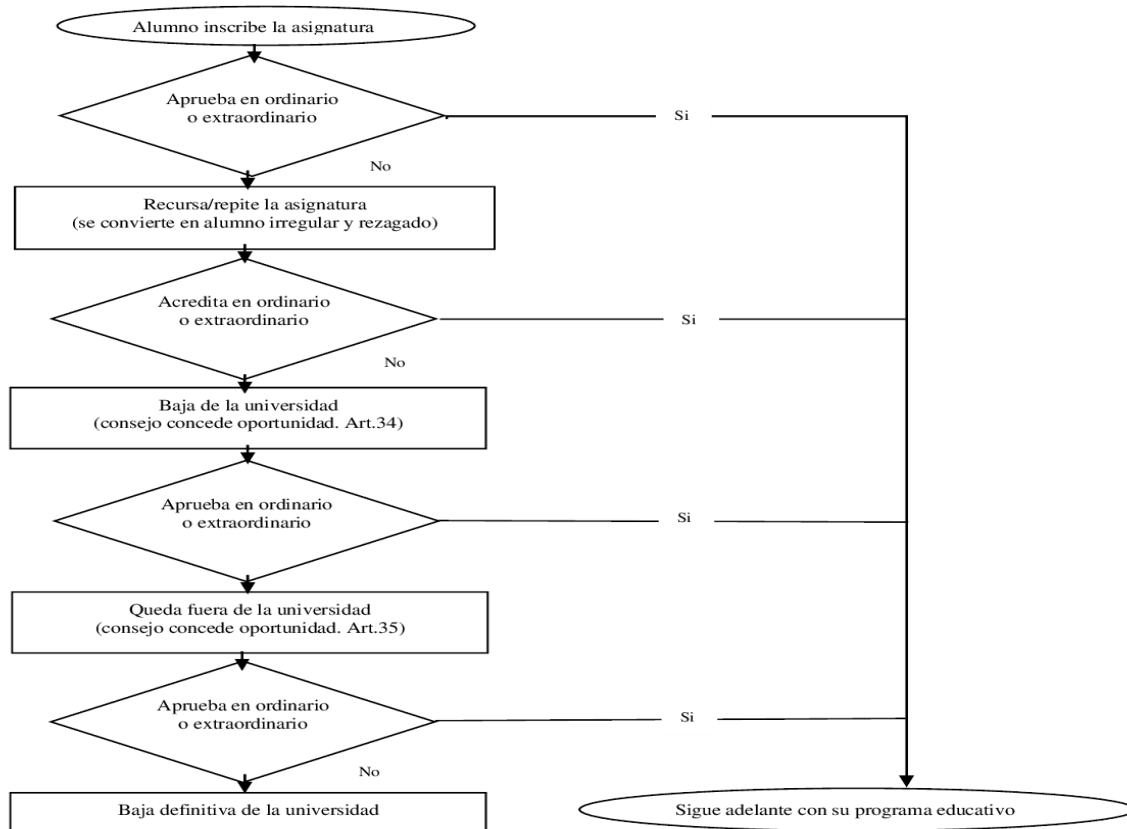 Alumno inscribe la asignatura
Aprueba en ordinario
o extraordinario
Si
No
Recursa/repite la asignatura
(se convierte en alumno irregular y rezagado)
Acredita en ordinario
o extraordinario
Si
No
Baja de la universidad
(consejo concede oportunidad. Art.34)
Aprueba en ordinario
o extraordinario
Si
Queda fuera de la universidad
(consejo concede oportunidad. Art.35)
Aprueba en ordinario
o extraordinario
Si
No
Baja definitiva de la universidad
Sigue adelante con su programa educativo